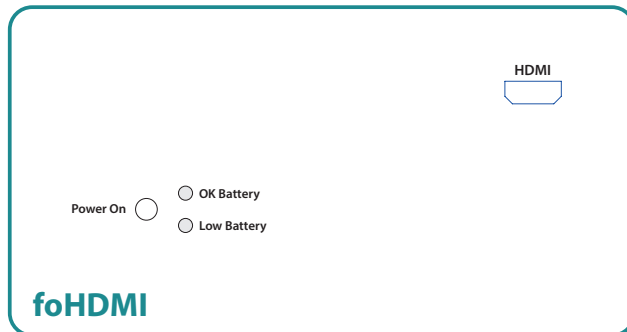 HDMI
OK Battery
Power On
Low Battery
foHDMI